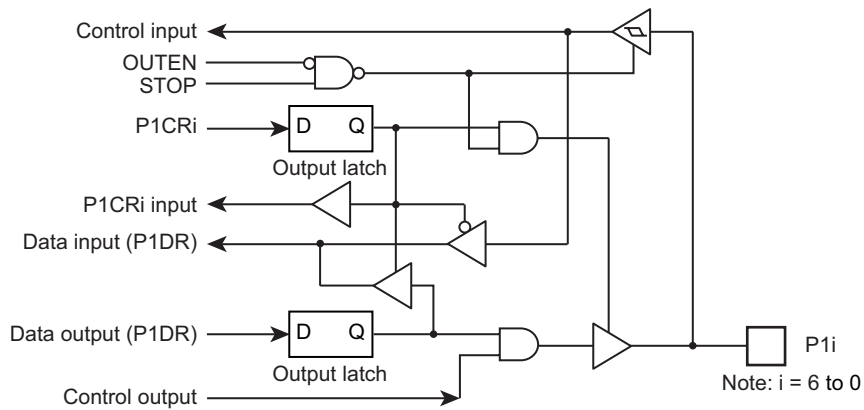 Control input
OUTEN
STOP
P1CRi
D Q
Output latch
P1CRi input
Data input (P1DR)
Data output (P1DR)
D Q
Output latch
Control output
P1i
Note: i = 6 to 0